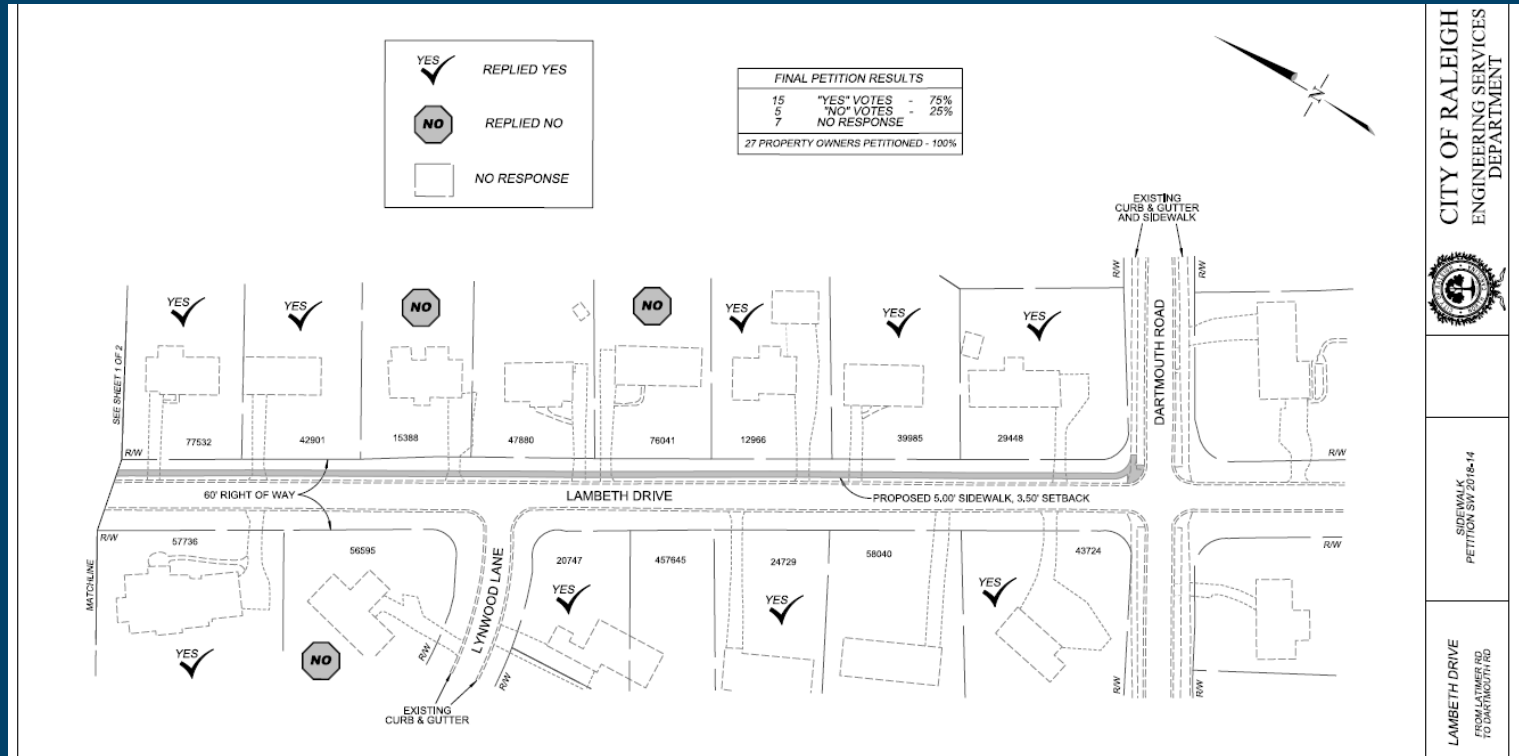 YES
REPLIED YES
NO
REPLIED NO
NO RESPONSE
FINAL PETITION RESULTS
15 "YES" VOTES - 75%
5 "NO" VOTES - 25%
7 NO RESPONSE
27 PROPERTY OWNERS PETITIONED - 100%
N
CITY OF RALEIGH
ENGINEERING SERVICES
DEPARTMENT
EXISTING
CURB & GUTTER
AND SIDEWALK
R/W
R/W
DARTMOUTH ROAD
SEE SHEET 1 OF 2
YES
YES
NO
NO
YES
YES
YES
77532
42901
15388
47880
76041
12966
39985
29448
R/W
R/W
60' RIGHT OF WAY
LAMBETH DRIVE
PROPOSED 5.00' SIDEWALK, 3.50' SETBACK
R/W
R/W
MATCHLINE
57736
56595
20747
457645
24729
58040
43724
LYNWOOD LANE
YES
NO
YES
YES
YES
R/W
R/W
R/W
R/W
EXISTING
CURB & GUTTER
SIDEWALK
PETITION SW 2018-14
LAMBETH DRIVE
FROM LATIMER RD
TO DARTMOUTH RD